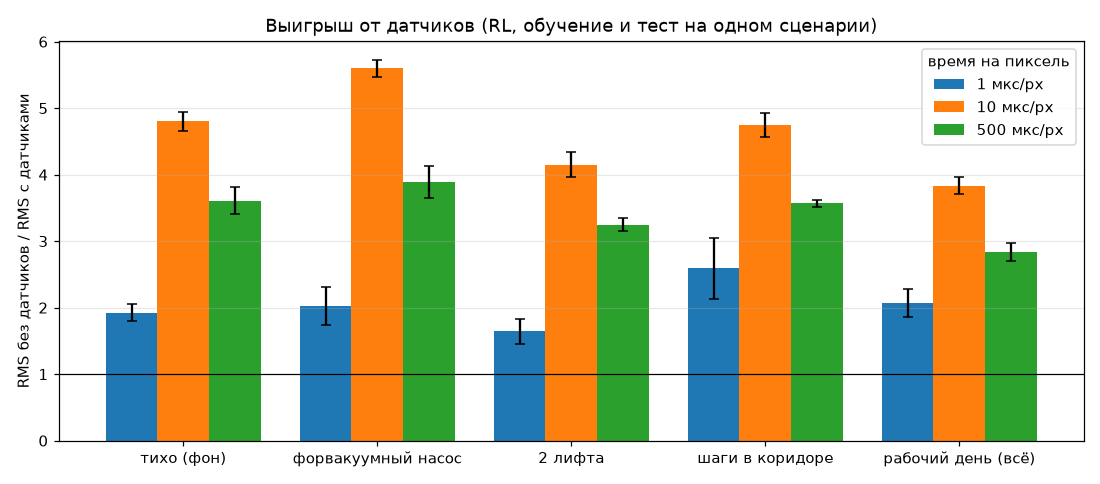 Выигрыш от датчиков (RL, обучение и тест на одном сценарии)
RMS без датчиков / RMS с датчиками
6
5
4
3
2
1
0
время на пиксель
1 мкс/px
10 мкс/px
500 мкс/px
тихо (фон)
форвакуумный насос
2 лифта
шаги в коридоре
рабочий день (всё)